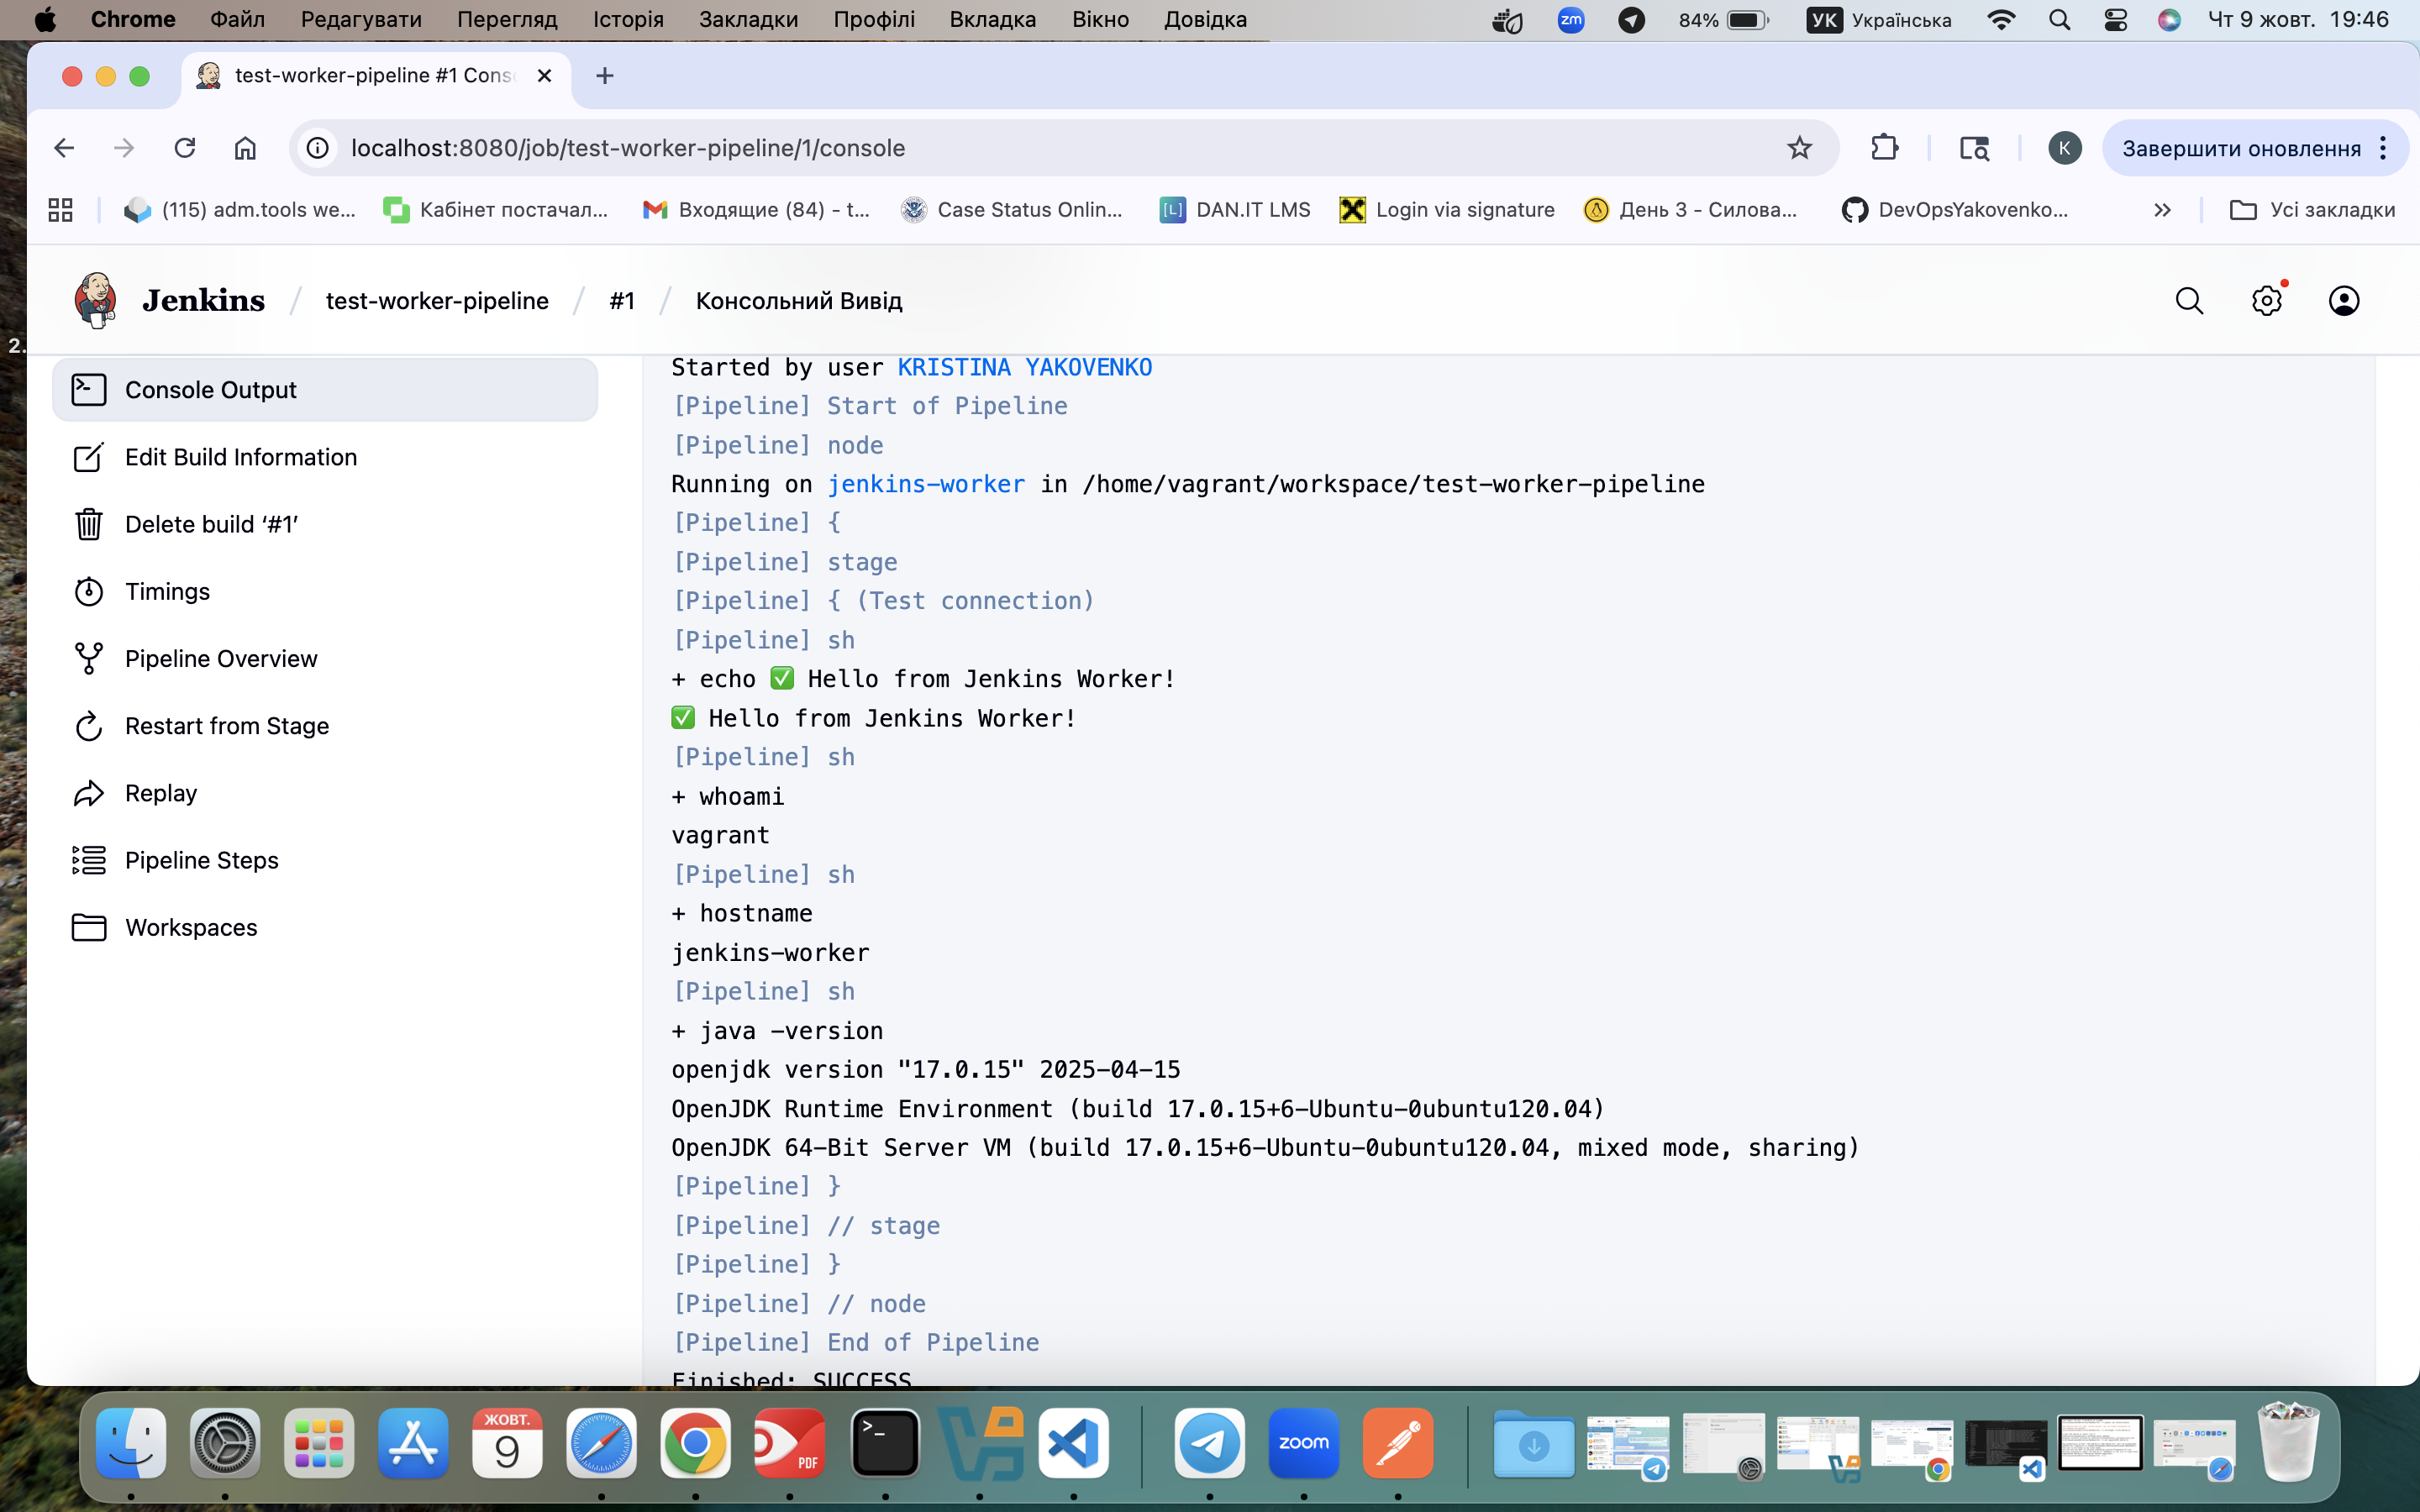 Chrome Файл Редагувати Перегляд Історія Закладки Профілі Вкладка Вікно Довідка zm 84% УК Українська Чт 9 жовт. 19:46
test-worker-pipeline #1 Cons
localhost:8080/job/test-worker-pipeline/1/console K Завершити оновлення
(115) adm.tools we... Кабінет постачал... Входящие (84) - t... Case Status Onlin... [L] DAN.IT LMS Login via signature День 3 - Силова... DevOpsYakovenko... Усі закладки
Jenkins / test-worker-pipeline / #1 / Консольний Вивід
2.
Console Output
Edit Build Information
Delete build ‘#1’
Timings
Pipeline Overview
Restart from Stage
Replay
Pipeline Steps
Workspaces
Started by user KRISTINA YAKOVENKO
[Pipeline] Start of Pipeline
[Pipeline] node
Running on jenkins-worker in /home/vagrant/workspace/test-worker-pipeline
[Pipeline] {
[Pipeline] stage
[Pipeline] { (Test connection)
[Pipeline] sh
+ echo ✅ Hello from Jenkins Worker!
✅ Hello from Jenkins Worker!
[Pipeline] sh
+ whoami
vagrant
[Pipeline] sh
+ hostname
jenkins-worker
[Pipeline] sh
+ java -version
openjdk version "17.0.15" 2025-04-15
OpenJDK Runtime Environment (build 17.0.15+6-Ubuntu-0ubuntu120.04)
OpenJDK 64-Bit Server VM (build 17.0.15+6-Ubuntu-0ubuntu120.04, mixed mode, sharing)
[Pipeline] }
[Pipeline] // stage
[Pipeline] }
[Pipeline] // node
[Pipeline] End of Pipeline
Finished: SUCCESS
ЖОВТ.
9
PDF
zoom